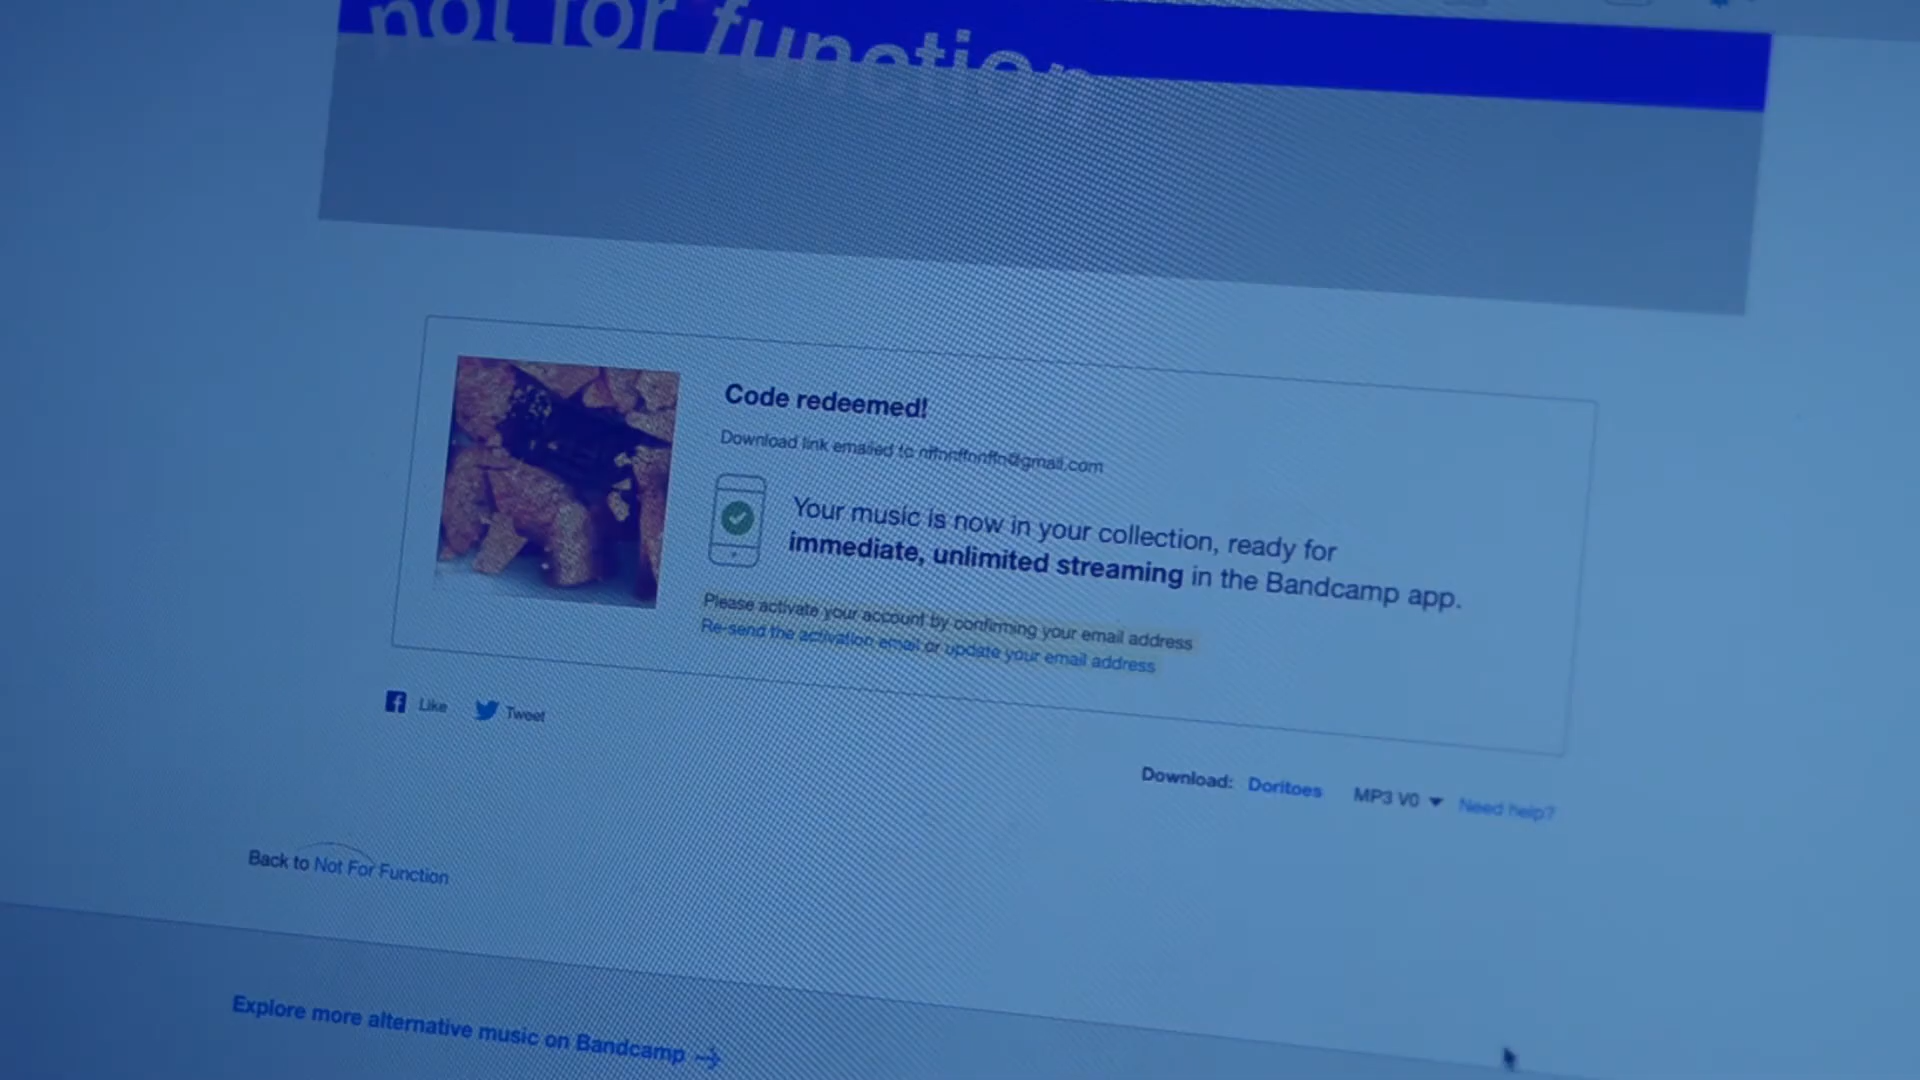 not for function
Code redeemed!
Download link emailed to nffnnffnnffn@gmail.com
Your music is now in your collection, ready for
immediate, unlimited streaming in the Bandcamp app.
Please activate your account by confirming your email address
Re-send the activation email or update your email address
Like Tweet
Download: Doritoes MP3 V0 Need help?
Back to Not For Function
Explore more alternative music on Bandcamp